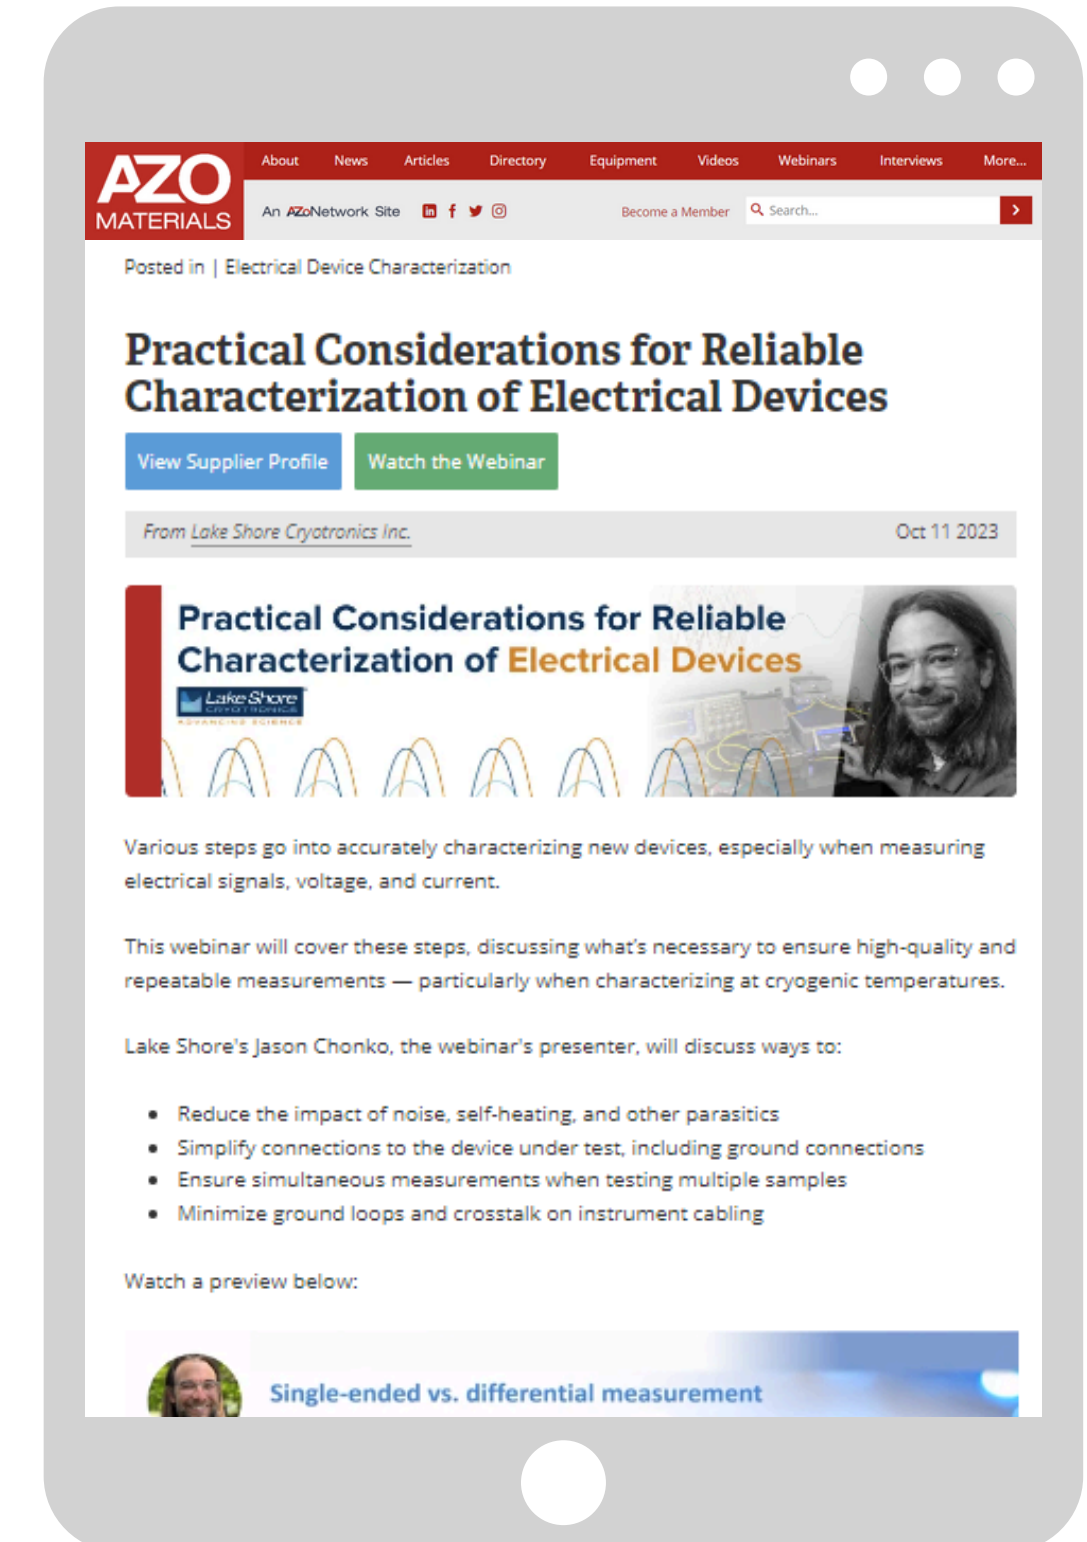 AZO
MATERIALS
About News Articles Directory Equipment Videos Webinars Interviews More...
An AZoNetwork Site
Become a Member
Search...
Posted in | Electrical Device Characterization
Practical Considerations for Reliable
Characterization of Electrical Devices
View Supplier Profile
Watch the Webinar
From Lake Shore Cryotronics Inc.
Oct 11 2023
Practical Considerations for Reliable
Characterization of Electrical Devices
Lake Shore
CRYOTRONICS
ADVANCING SCIENCE
Various steps go into accurately characterizing new devices, especially when measuring
electrical signals, voltage, and current.
This webinar will cover these steps, discussing what's necessary to ensure high-quality and
repeatable measurements — particularly when characterizing at cryogenic temperatures.
Lake Shore's Jason Chonko, the webinar's presenter, will discuss ways to:
• Reduce the impact of noise, self-heating, and other parasitics
• Simplify connections to the device under test, including ground connections
• Ensure simultaneous measurements when testing multiple samples
• Minimize ground loops and crosstalk on instrument cabling
Watch a preview below:
Single-ended vs. differential measurement